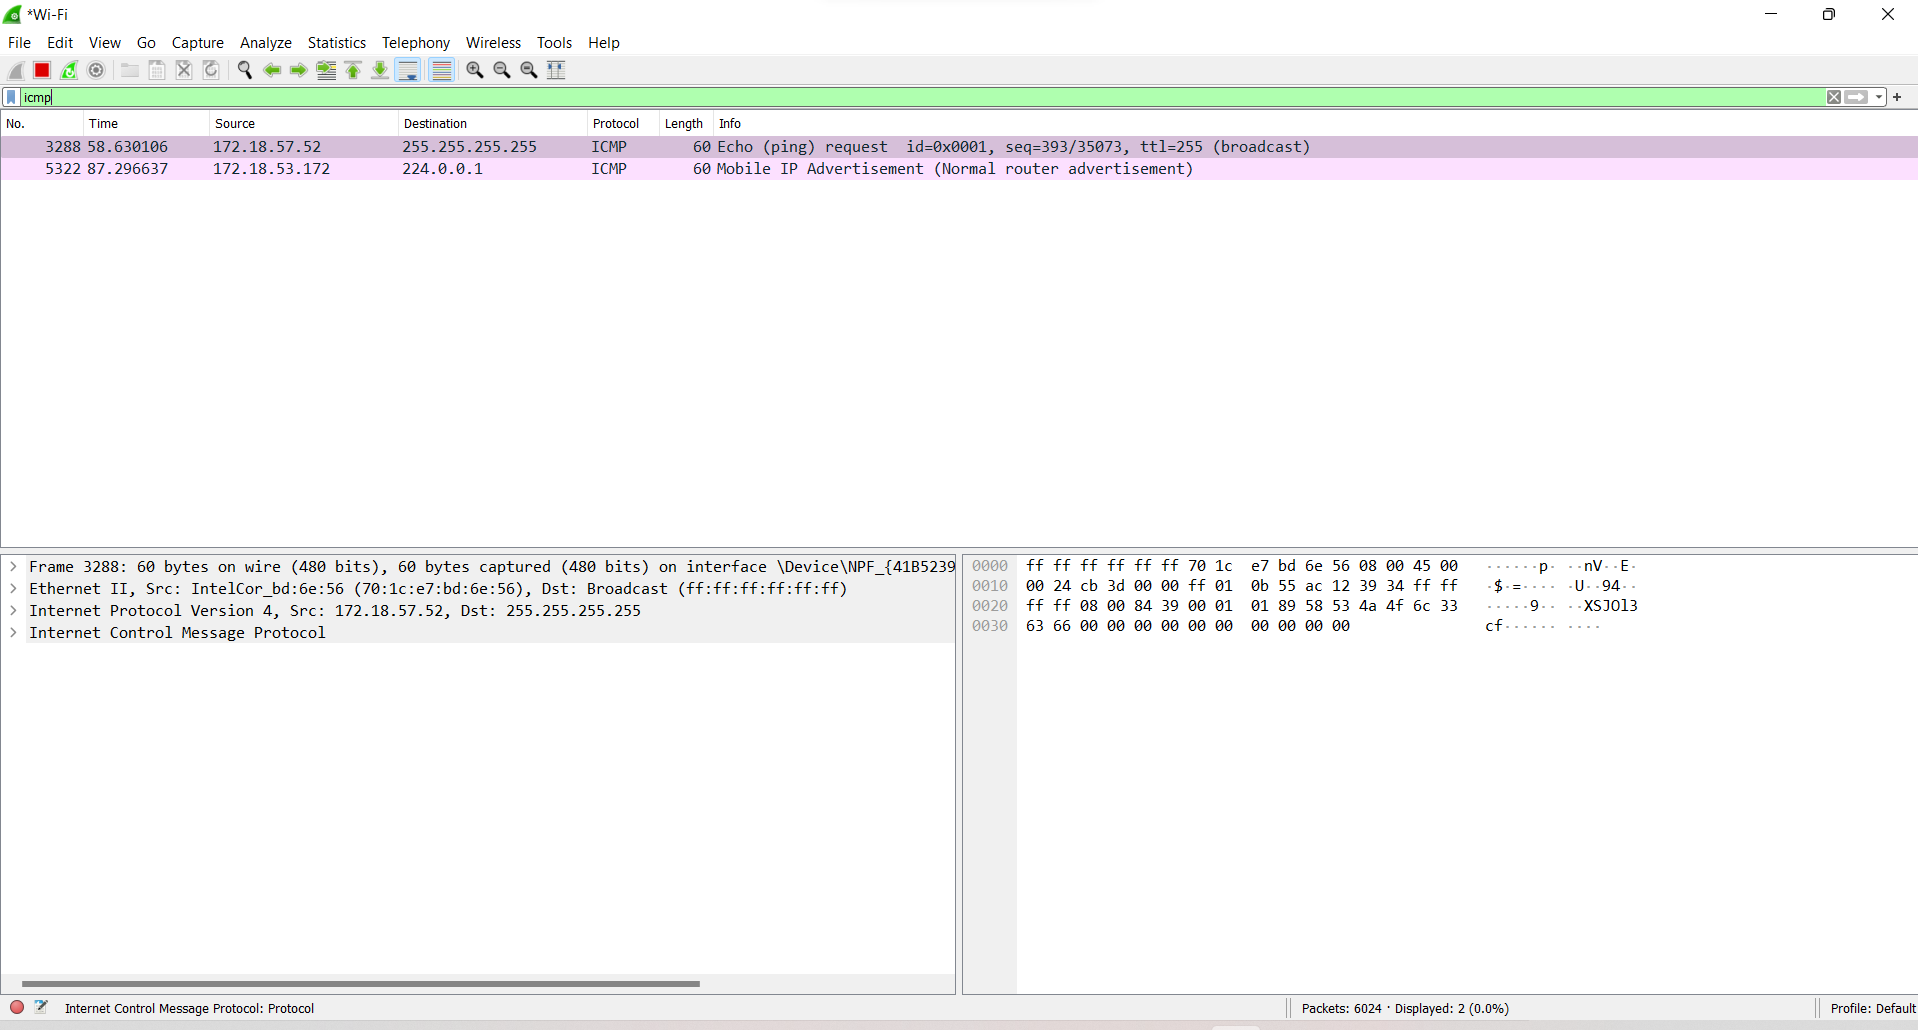 *Wi-Fi
File Edit View Go Capture Analyze Statistics Telephony Wireless Tools Help
icmp
No. Time Source Destination Protocol Length Info
3288 58.630106 172.18.57.52 255.255.255.255 ICMP 60 Echo (ping) request id=0x0001, seq=393/35073, ttl=255 (broadcast)
5322 87.296637 172.18.53.172 224.0.0.1 ICMP 60 Mobile IP Advertisement (Normal router advertisement)
Frame 3288: 60 bytes on wire (480 bits), 60 bytes captured (480 bits) on interface \Device\NPF_{41B5239
Ethernet II, Src: IntelCor_bd:6e:56 (70:1c:e7:bd:6e:56), Dst: Broadcast (ff:ff:ff:ff:ff:ff)
Internet Protocol Version 4, Src: 172.18.57.52, Dst: 255.255.255.255
Internet Control Message Protocol
0000 ff ff ff ff ff ff 70 1c e7 bd 6e 56 08 00 45 00 ······p· ··nV··E·
0010 00 24 cb 3d 00 00 ff 01 0b 55 ac 12 39 34 ff ff ·$·=···· ·U··94··
0020 ff ff 08 00 84 39 00 01 01 89 58 53 4a 4f 6c 33 ·····9·· ··XSJOl3
0030 63 66 00 00 00 00 00 00 00 00 00 00 cf······ ····
Internet Control Message Protocol: Protocol
Packets: 6024 · Displayed: 2 (0.0%)
Profile: Default